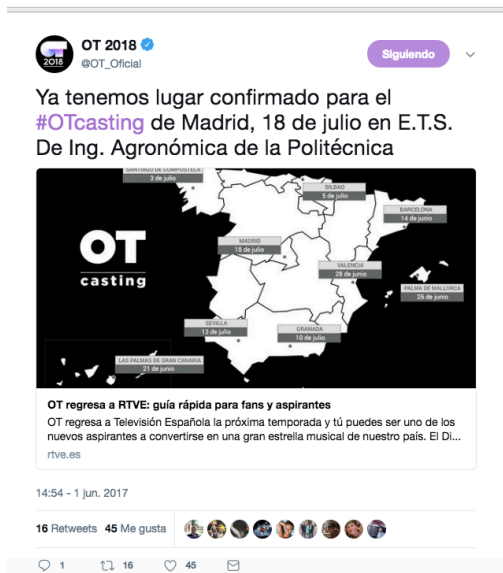 OT 2018
@OT_Oficial
Siguiendo
2018
Ya tenemos lugar confirmado para el
#OTcasting de Madrid, 18 de julio en E.T.S.
De Ing. Agronómica de la Politécnica
SANTIAGO DE COMPOSTELA
3 de julio
BILBAO
5 de julio
BARCELONA
14 de junio
MADRID
18 de julio
OT
casting
VALENCIA
28 de junio
PALMA DE MALLORCA
26 de junio
SEVILLA
13 de julio
GRANADA
10 de julio
LAS PALMAS DE GRAN CANARIA
21 de junio
OT regresa a RTVE: guía rápida para fans y aspirantes
OT regresa a Televisión Española la próxima temporada y tú puedes ser uno de los
nuevos aspirantes a convertirse en una gran estrella musical de nuestro país. El Di...
rtve.es
14:54 - 1 jun. 2017
16 Retweets 45 Me gusta
1 16 45